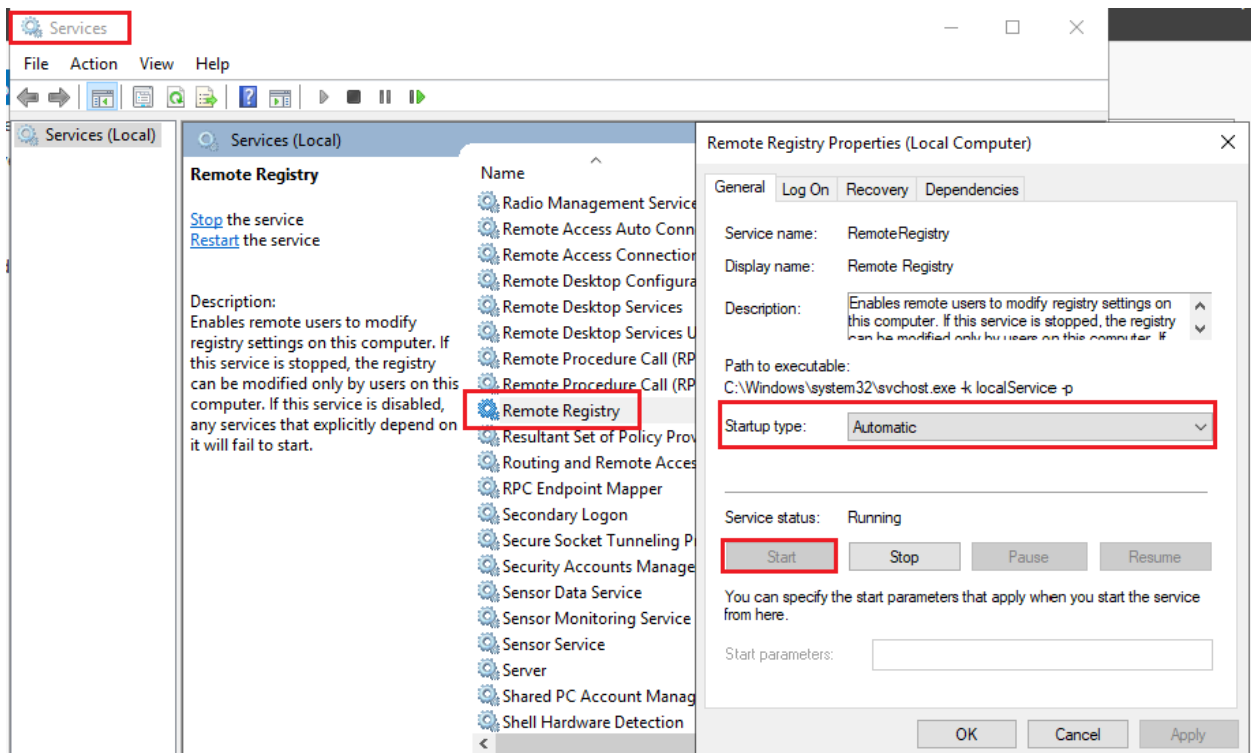 Services
File Action View Help
Services (Local)
Services (Local)
Remote Registry
Stop the service
Restart the service
Description:
Enables remote users to modify
registry settings on this computer. If
this service is stopped, the registry
can be modified only by users on this
computer. If this service is disabled,
any services that explicitly depend on
it will fail to start.
Name
Radio Management Service
Remote Access Auto Conn
Remote Access Connection
Remote Desktop Configura
Remote Desktop Services
Remote Desktop Services U
Remote Procedure Call (RP
Remote Procedure Call (RP
Remote Registry
Resultant Set of Policy Prov
Routing and Remote Acces
RPC Endpoint Mapper
Secondary Logon
Secure Socket Tunneling P
Security Accounts Manage
Sensor Data Service
Sensor Monitoring Service
Sensor Service
Server
Shared PC Account Manag
Shell Hardware Detection
Remote Registry Properties (Local Computer)
General Log On Recovery Dependencies
Service name: RemoteRegistry
Display name: Remote Registry
Description: Enables remote users to modify registry settings on
this computer. If this service is stopped, the registry
can be modified only by users on this computer. If
Path to executable:
C:\Windows\system32\svchost.exe -k localService -p
Startup type: Automatic
Service status: Running
Start Stop Pause Resume
You can specify the start parameters that apply when you start the service
from here.
Start parameters:
OK Cancel Apply